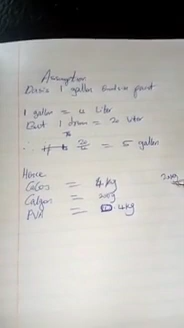 Assumption
Basis 1 gallon Emulsion paint
1 gallon = 4 Liter
But 1 drum = 20 liter
∴ 20/4 = 5 gallon
Hence
CaCO3 = 4kg
Calgon = 200g
PVA = .4kg